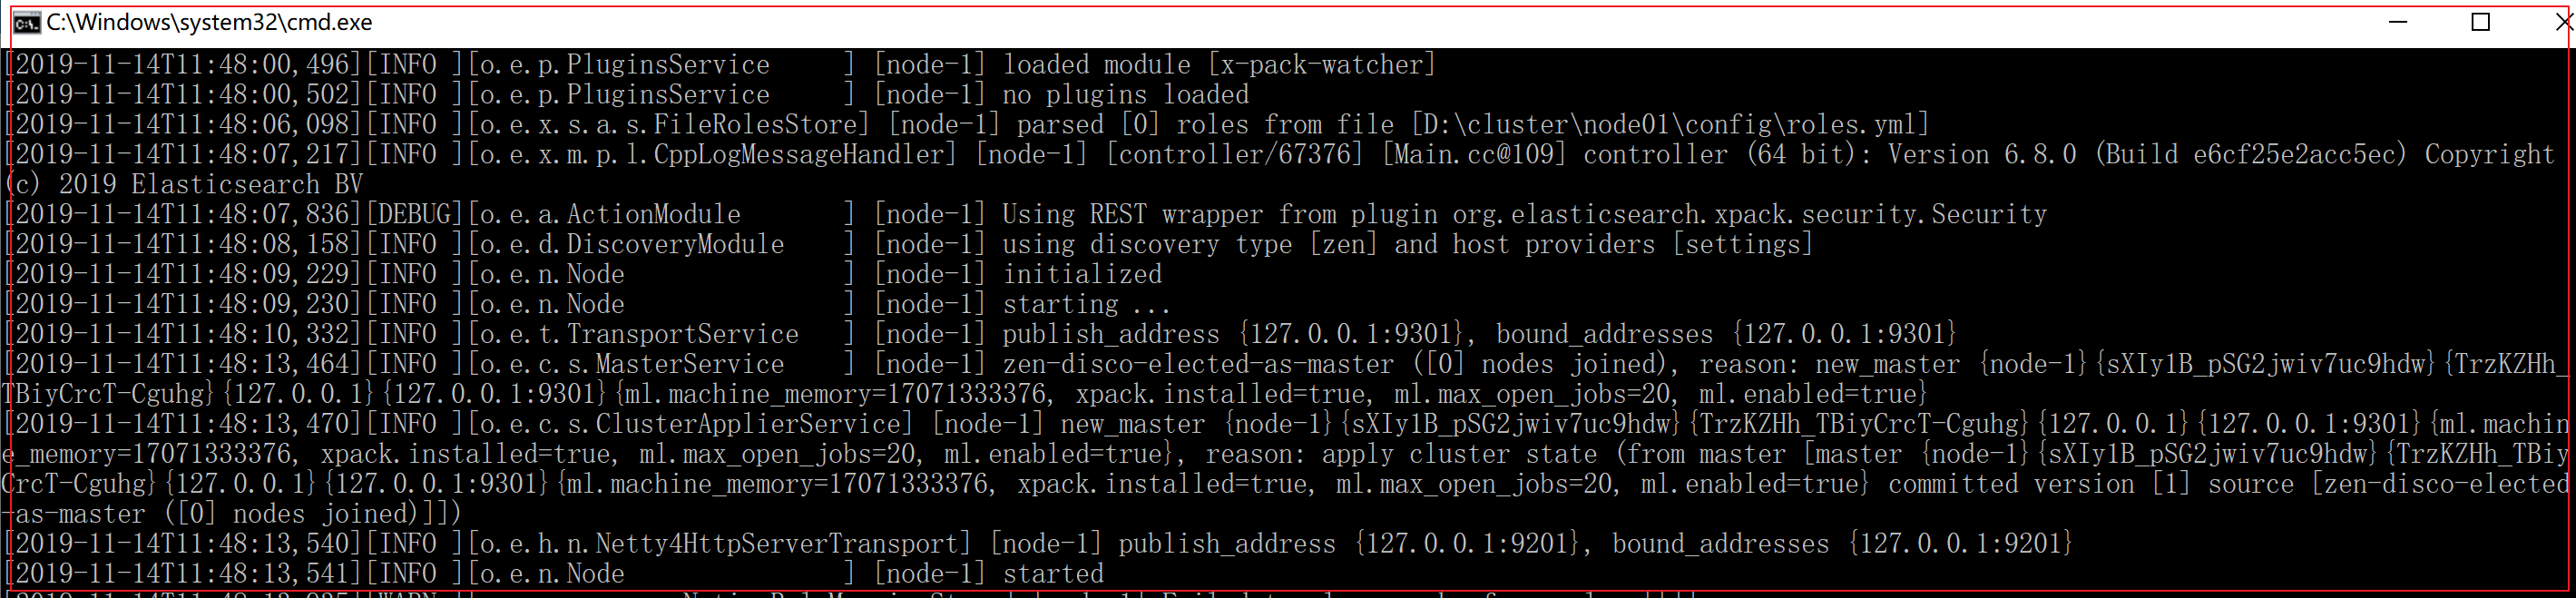 C:\Windows\system32\cmd.exe
[2019-11-14T11:48:00,496][INFO ][o.e.p.PluginsService     ] [node-1] loaded module [x-pack-watcher]
[2019-11-14T11:48:00,502][INFO ][o.e.p.PluginsService     ] [node-1] no plugins loaded
[2019-11-14T11:48:06,098][INFO ][o.e.x.s.a.s.FileRolesStore] [node-1] parsed [0] roles from file [D:\cluster\node01\config\roles.yml]
[2019-11-14T11:48:07,217][INFO ][o.e.x.m.p.l.CppLogMessageHandler] [node-1] [controller/67376] [Main.cc@109] controller (64 bit): Version 6.8.0 (Build e6cf25e2acc5ec) Copyright
(c) 2019 Elasticsearch BV
[2019-11-14T11:48:07,836][DEBUG][o.e.a.ActionModule       ] [node-1] Using REST wrapper from plugin org.elasticsearch.xpack.security.Security
[2019-11-14T11:48:08,158][INFO ][o.e.d.DiscoveryModule    ] [node-1] using discovery type [zen] and host providers [settings]
[2019-11-14T11:48:09,229][INFO ][o.e.n.Node               ] [node-1] initialized
[2019-11-14T11:48:09,230][INFO ][o.e.n.Node               ] [node-1] starting ...
[2019-11-14T11:48:10,332][INFO ][o.e.t.TransportService   ] [node-1] publish_address {127.0.0.1:9301}, bound_addresses {127.0.0.1:9301}
[2019-11-14T11:48:13,464][INFO ][o.e.c.s.MasterService    ] [node-1] zen-disco-elected-as-master ([0] nodes joined), reason: new_master {node-1}{sXIy1B_pSG2jwiv7uc9hdw}{TrzKZHh_
TBiyCrcT-Cguhg}{127.0.0.1}{127.0.0.1:9301}{ml.machine_memory=17071333376, xpack.installed=true, ml.max_open_jobs=20, ml.enabled=true}
[2019-11-14T11:48:13,470][INFO ][o.e.c.s.ClusterApplierService] [node-1] new_master {node-1}{sXIy1B_pSG2jwiv7uc9hdw}{TrzKZHh_TBiyCrcT-Cguhg}{127.0.0.1}{127.0.0.1:9301}{ml.machin
e_memory=17071333376, xpack.installed=true, ml.max_open_jobs=20, ml.enabled=true}, reason: apply cluster state (from master [master {node-1}{sXIy1B_pSG2jwiv7uc9hdw}{TrzKZHh_TBiy
CrcT-Cguhg}{127.0.0.1}{127.0.0.1:9301}{ml.machine_memory=17071333376, xpack.installed=true, ml.max_open_jobs=20, ml.enabled=true} committed version [1] source [zen-disco-elected
-as-master ([0] nodes joined)]])
[2019-11-14T11:48:13,540][INFO ][o.e.h.n.Netty4HttpServerTransport] [node-1] publish_address {127.0.0.1:9201}, bound_addresses {127.0.0.1:9201}
[2019-11-14T11:48:13,541][INFO ][o.e.n.Node               ] [node-1] started